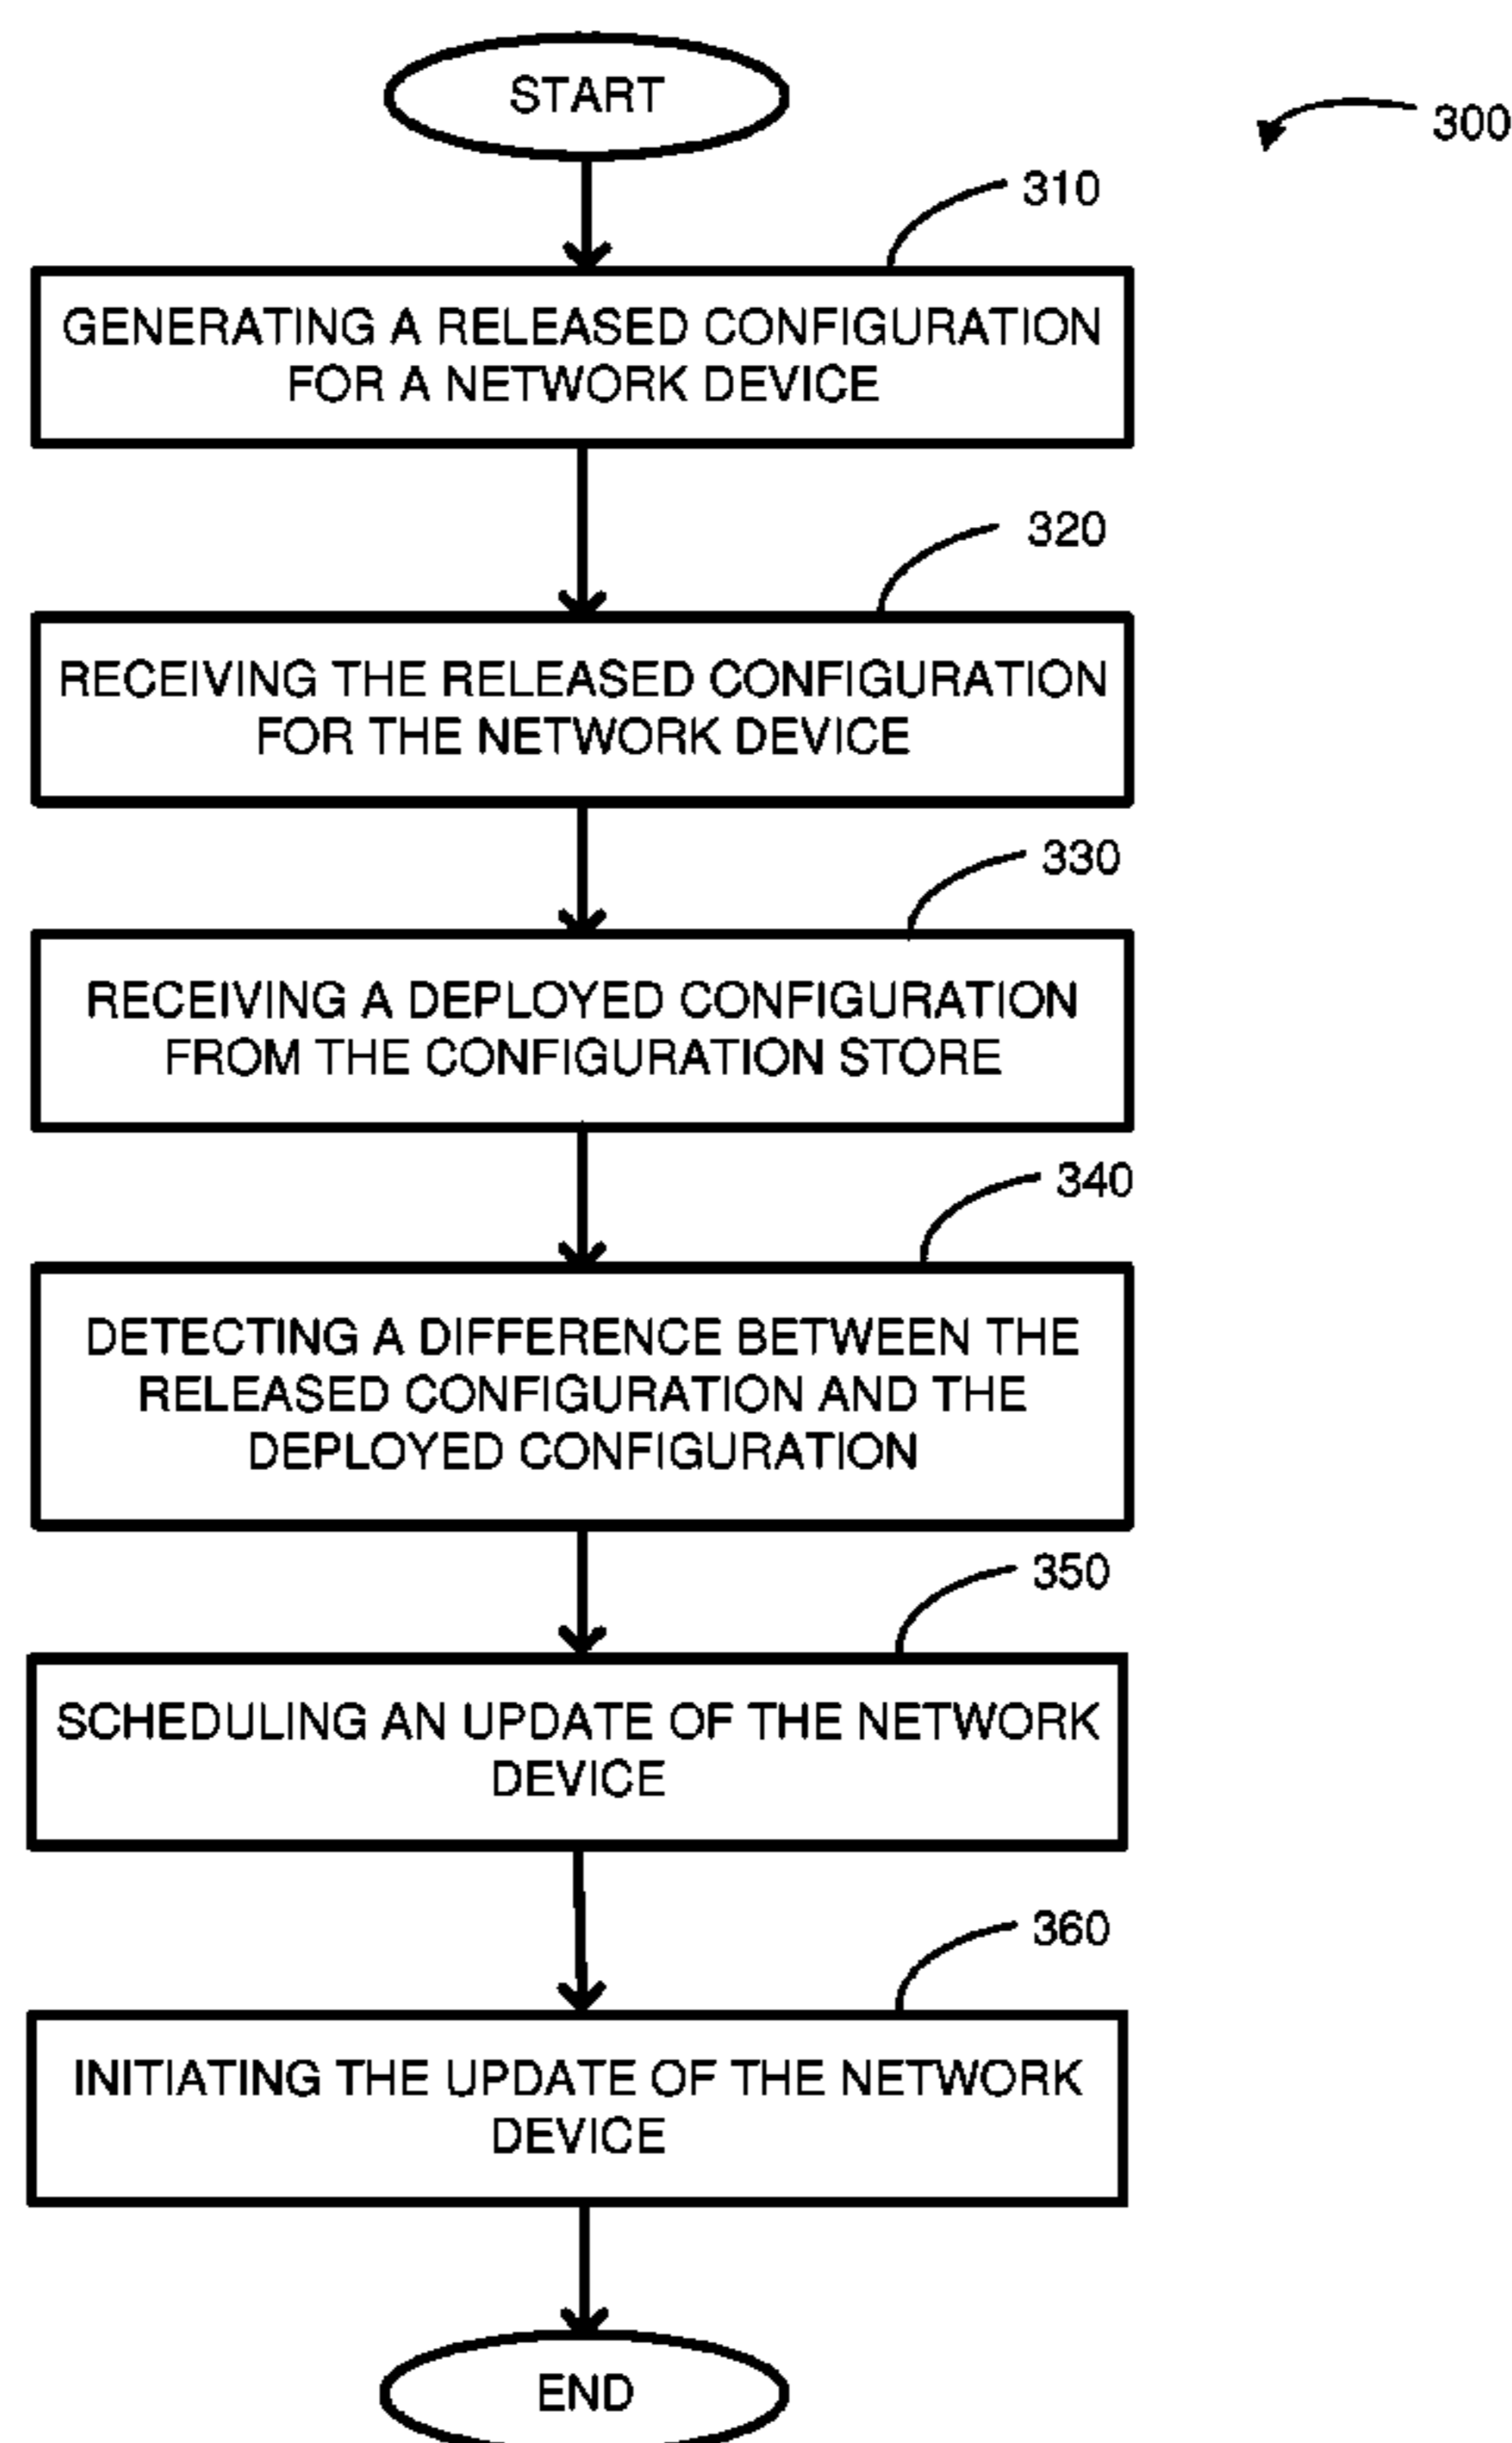 START
300
310
GENERATING A RELEASED CONFIGURATION
FOR A NETWORK DEVICE
320
RECEIVING THE RELEASED CONFIGURATION
FOR THE NETWORK DEVICE
330
RECEIVING A DEPLOYED CONFIGURATION
FROM THE CONFIGURATION STORE
340
DETECTING A DIFFERENCE BETWEEN THE
RELEASED CONFIGURATION AND THE
DEPLOYED CONFIGURATION
350
SCHEDULING AN UPDATE OF THE NETWORK
DEVICE
360
INITIATING THE UPDATE OF THE NETWORK
DEVICE
END